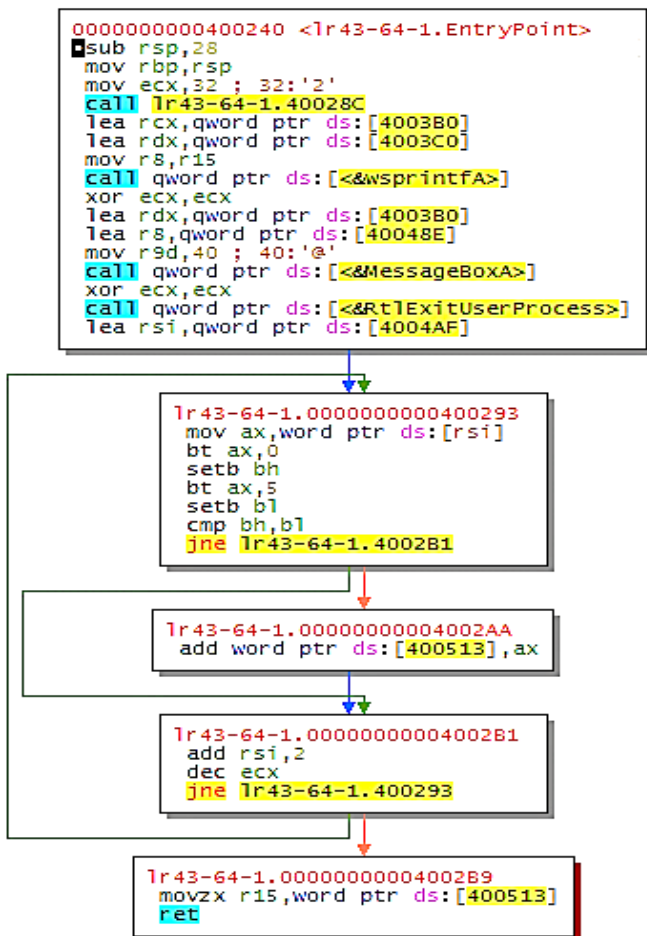 0000000000400240 <lr43-64-1.EntryPoint>
sub rsp,28
mov rbp,rsp
mov ecx,32 ; 32:'2'
call lr43-64-1.40028C
lea rcx,qword ptr ds:[4003B0]
lea rdx,qword ptr ds:[4003C0]
mov r8,r15
call qword ptr ds:[<&wsprintfA>]
xor ecx,ecx
lea rdx,qword ptr ds:[4003B0]
lea r8,qword ptr ds:[40048E]
mov r9d,40 ; 40:'@'
call qword ptr ds:[<&MessageBoxA>]
xor ecx,ecx
call qword ptr ds:[<&RtlExitUserProcess>]
lea rsi,qword ptr ds:[4004AF]
lr43-64-1.0000000000400293
mov ax,word ptr ds:[rsi]
bt ax,0
setb bh
bt ax,5
setb bl
cmp bh,bl
jne lr43-64-1.4002B1
lr43-64-1.00000000004002AA
add word ptr ds:[400513],ax
lr43-64-1.00000000004002B1
add rsi,2
dec ecx
jne lr43-64-1.400293
lr43-64-1.00000000004002B9
movzx r15,word ptr ds:[400513]
ret